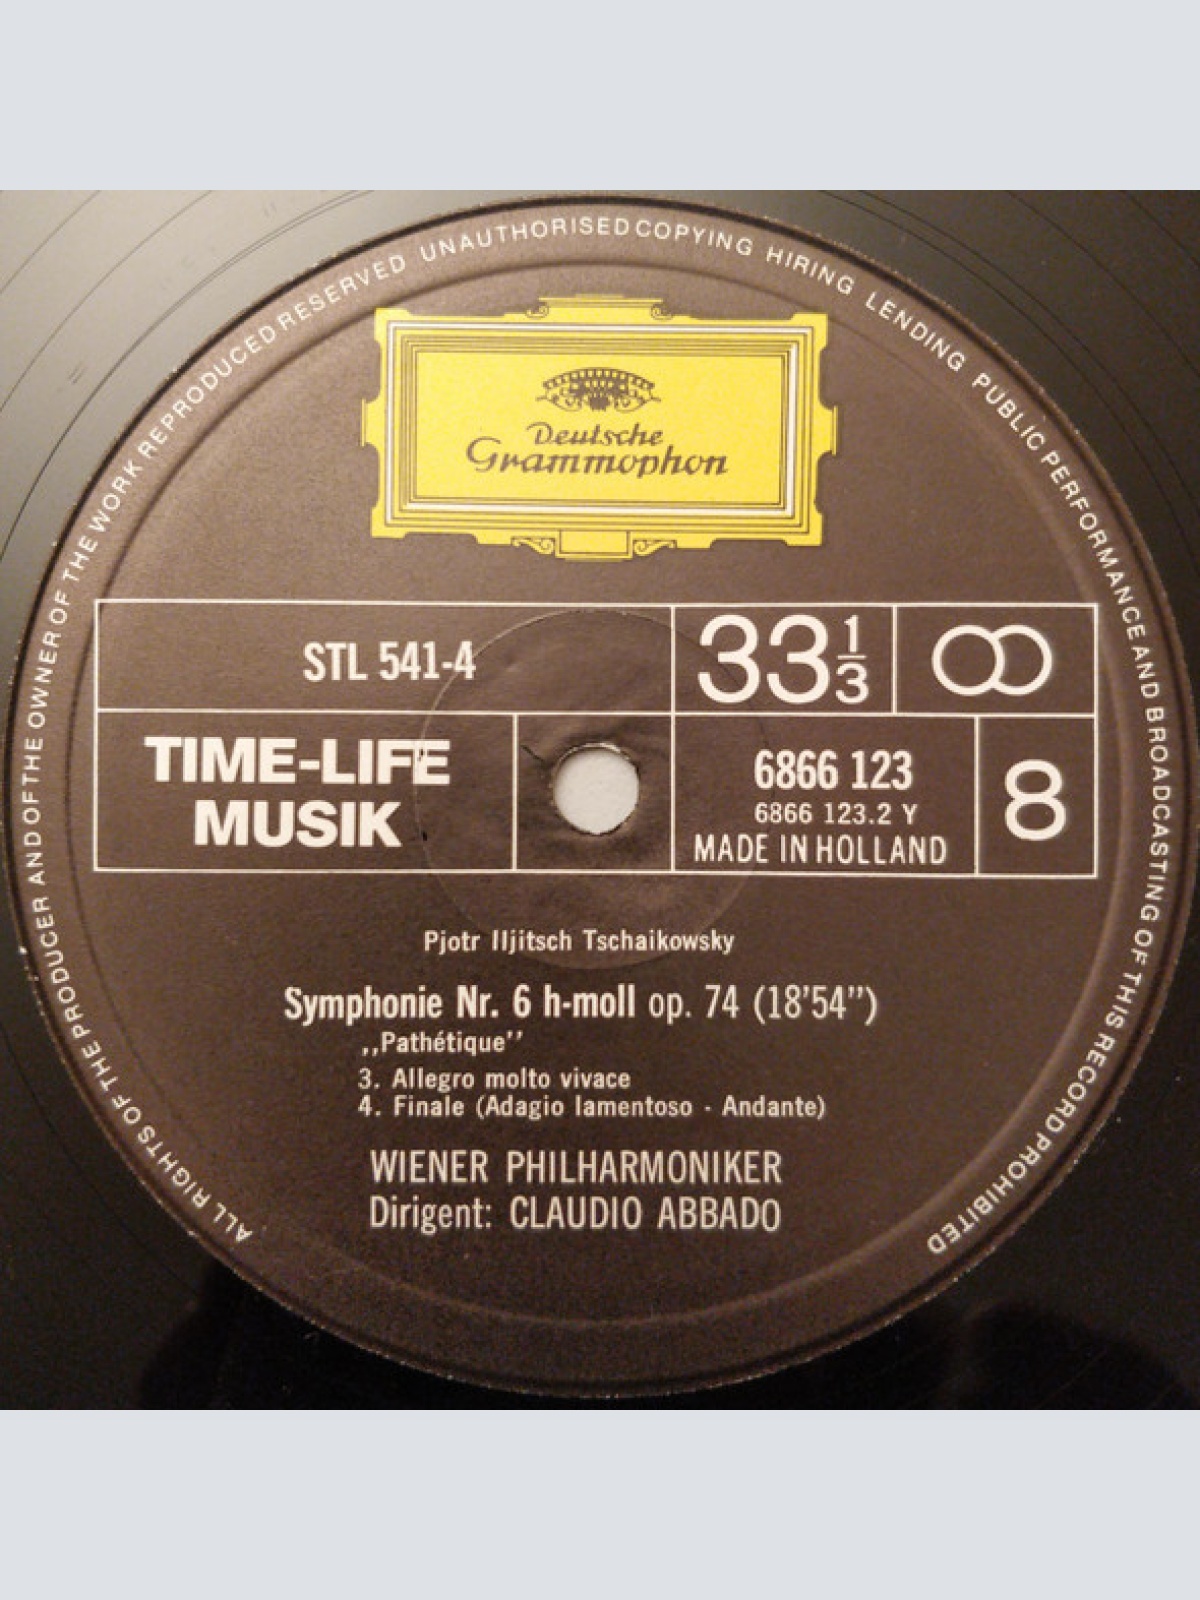 ALL RIGHTS OF THE PRODUCER AND OF THE OWNER OF THE WORK REPRODUCED RESERVED UNAUTHORISED COPYING HIRING LENDING PUBLIC PERFORMANCE AND BROADCASTING OF THIS RECORD PROHIBITED
Deutsche
Grammophon
STL 541-4
33 1/3
TIME-LIFE
MUSIK
6866 123
6866 123.2 Y
MADE IN HOLLAND
8
Pjotr Iljitsch Tschaikowsky
Symphonie Nr. 6 h-moll op. 74 (18'54")
,,Pathétique"
3. Allegro molto vivace
4. Finale (Adagio lamentoso - Andante)
WIENER PHILHARMONIKER
Dirigent: CLAUDIO ABBADO